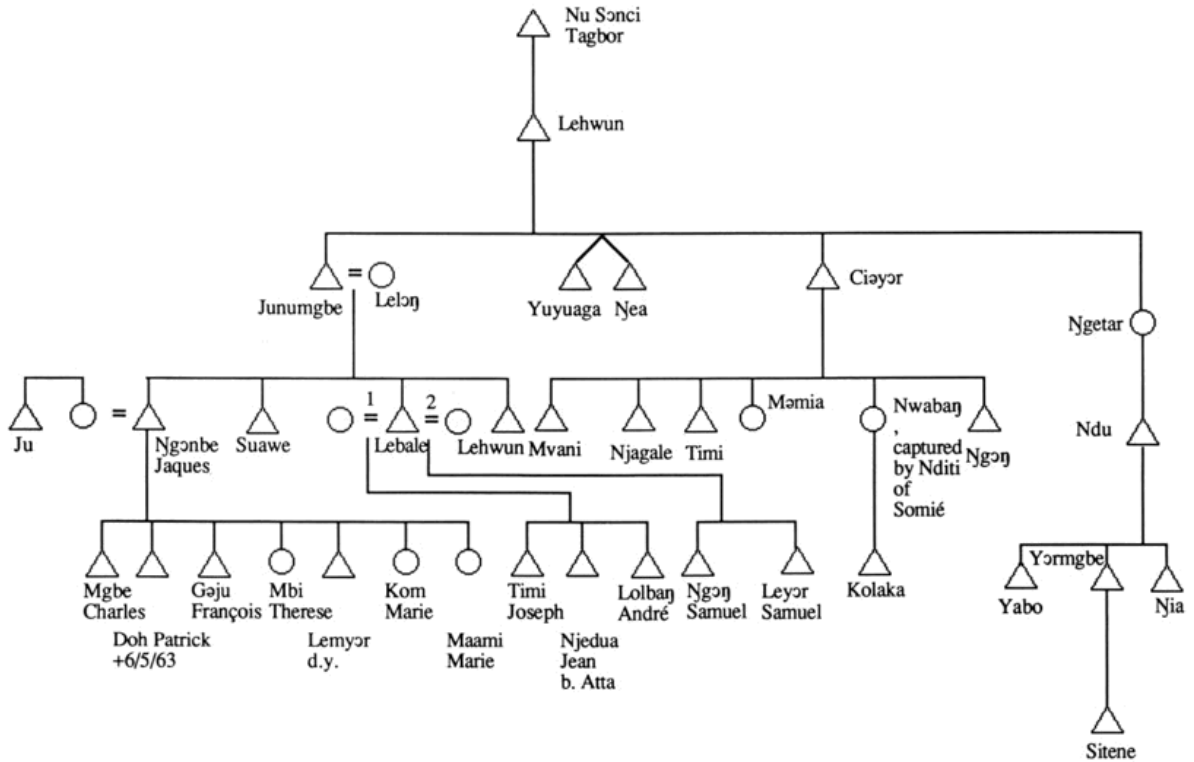 Nu Sɔnci
Tagbor
Lehwun
Junumgbe
=
Lelɔŋ
Yuyuaga
Ŋea
Ciəyɔr
Ŋgetar
Ju
=
Ŋgɔnbe
Jaques
Suawe
1
=
Lebale
2
=
Lehwun
Mvani
Njagale
Timi
Məmia
Nwabaŋ
,
captured
by Nditi
of
Somié
Ŋgɔŋ
Ndu
Mgbe
Charles
Doh Patrick
+6/5/63
Gəju
François
Mbi
Therese
Lemyɔr
d.y.
Kom
Marie
Maami
Marie
Timi
Joseph
Njedua
Jean
b. Atta
Lolbaŋ
André
Ŋgɔŋ
Samuel
Leyɔr
Samuel
Kolaka
Yabo
Yɔrmgbe
Ŋia
Sitene